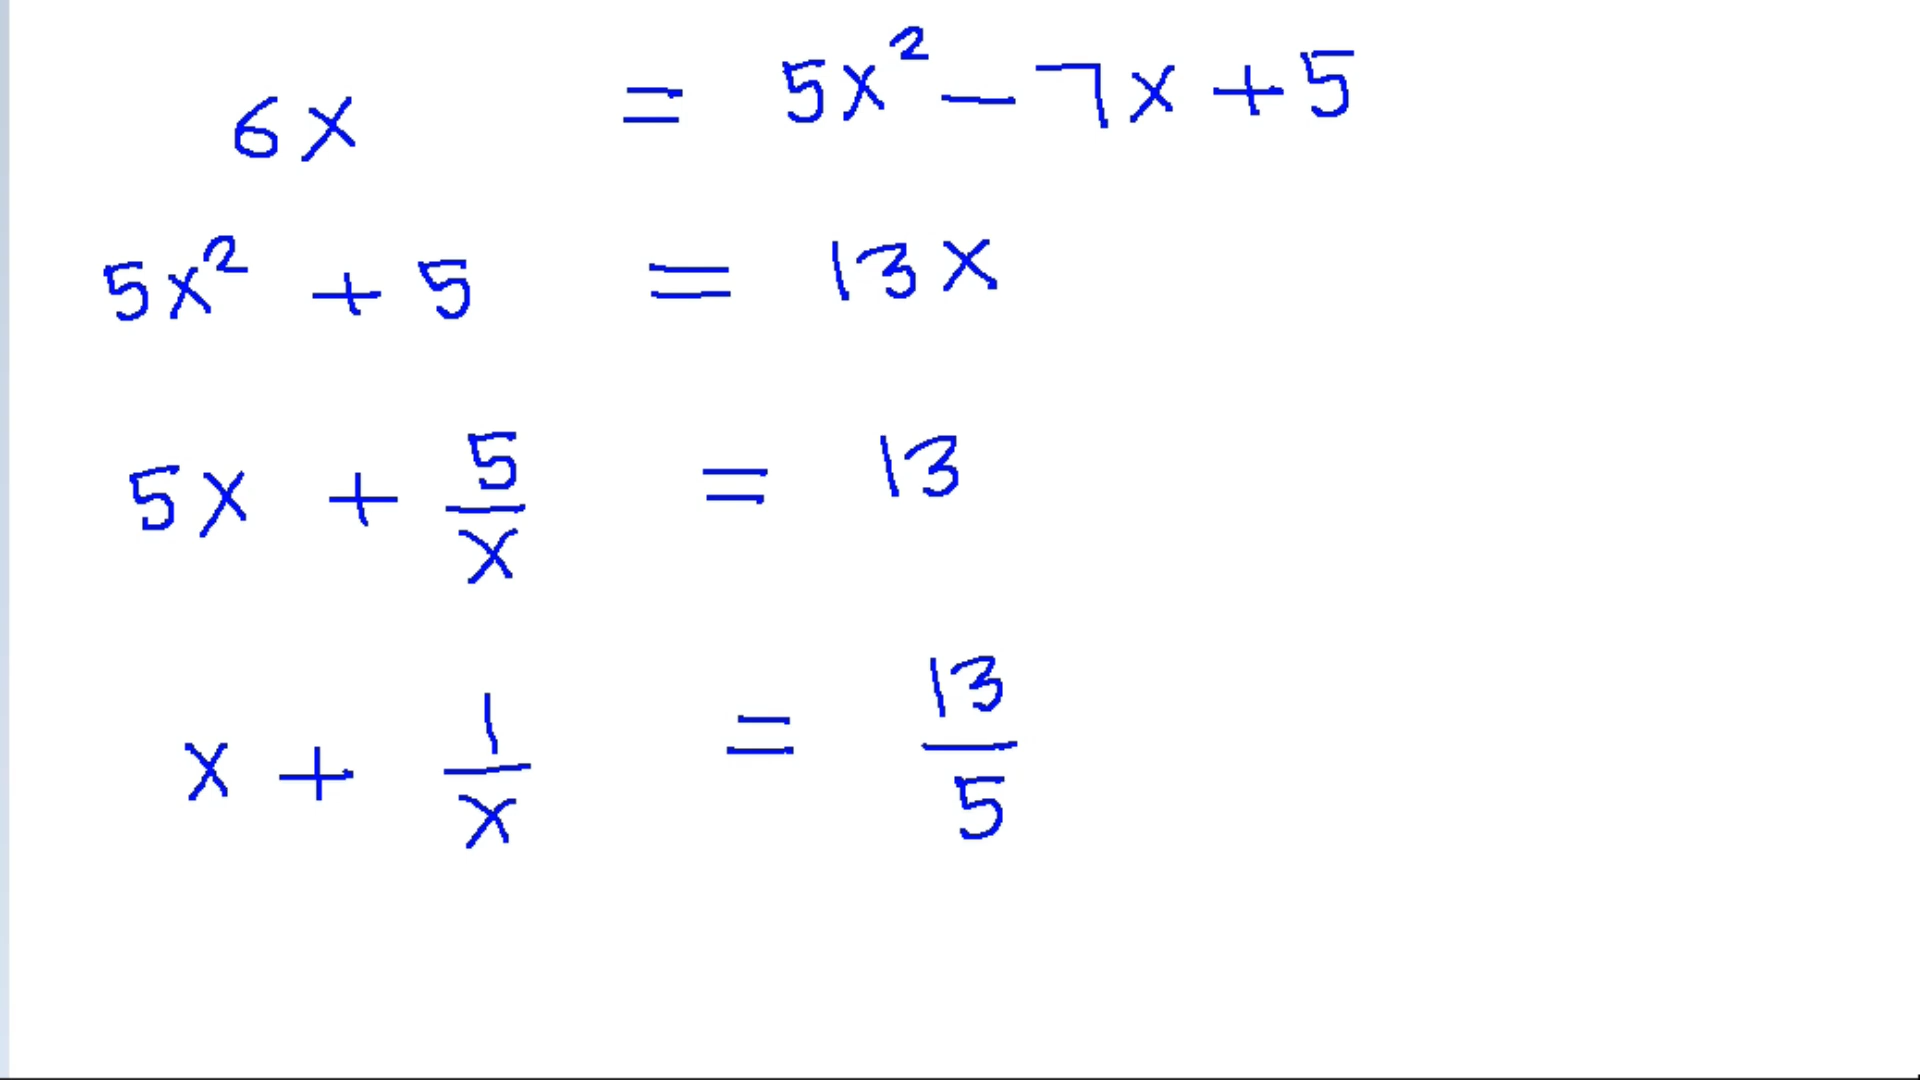 6x = 5x² - 7x + 5
5x² + 5 = 13x
5x + 5/x = 13
x + 1/x = 13/5